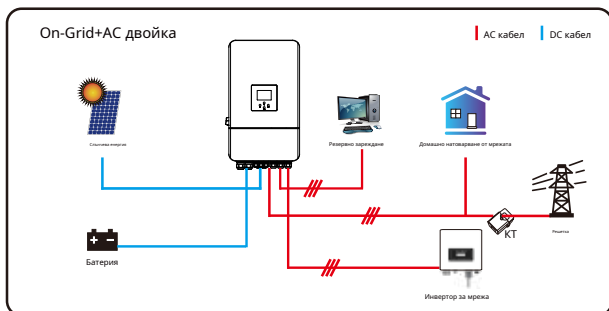 On-Grid+AC двойка
AC кабел
DC кабел
Слънчева енергия
Резервно зареждане
Домашно натоварване от мрежата
КТ
Решетка
Батерия
Инвертор за мрежа